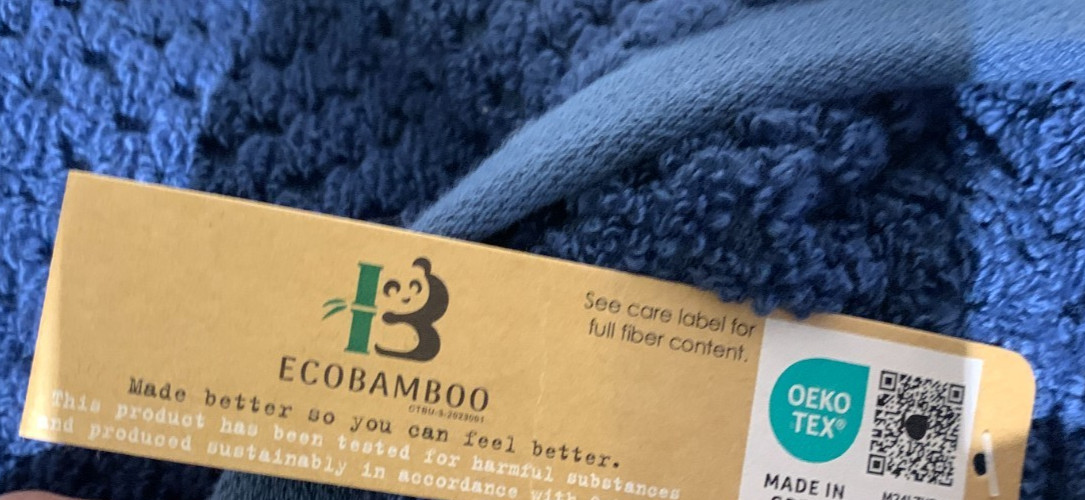 See care label for
full fiber content.
ECOBAMBOO
Made better so you can feel better.
This product has been tested for harmful substances
and produced sustainably in accordance with
OEKO
TEX®
MADE IN